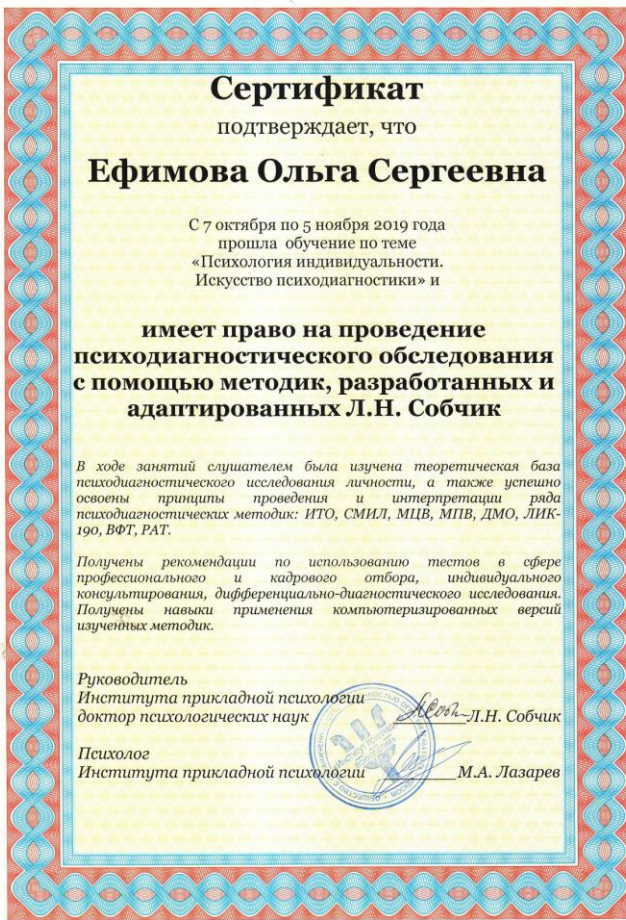 Сертификат
подтверждает, что
Ефимова Ольга Сергеевна
С 7 октября по 5 ноября 2019 года
прошла обучение по теме
«Психология индивидуальности.
Искусство психодиагностики» и
имеет право на проведение
психодиагностического обследования
с помощью методик, разработанных и
адаптированных Л.Н. Собчик
В ходе занятий слушателем была изучена теоретическая база
психодиагностического исследования личности, а также успешно
освоены принципы проведения и интерпретации ряда
психодиагностических методик: ИТО, СМИЛ, МЦВ, МПВ, ДМО, ЛИК-
190, ВФТ, РАТ.
Получены рекомендации по использованию тестов в сфере
профессионального и кадрового отбора, индивидуального
консультирования, дифференциально-диагностического исследования.
Получены навыки применения компьютеризированных версий
изученных методик.
Руководитель
Института прикладной психологии
доктор психологических наук Л.Н. Собчик
Психолог
Института прикладной психологии М.А. Лазарев